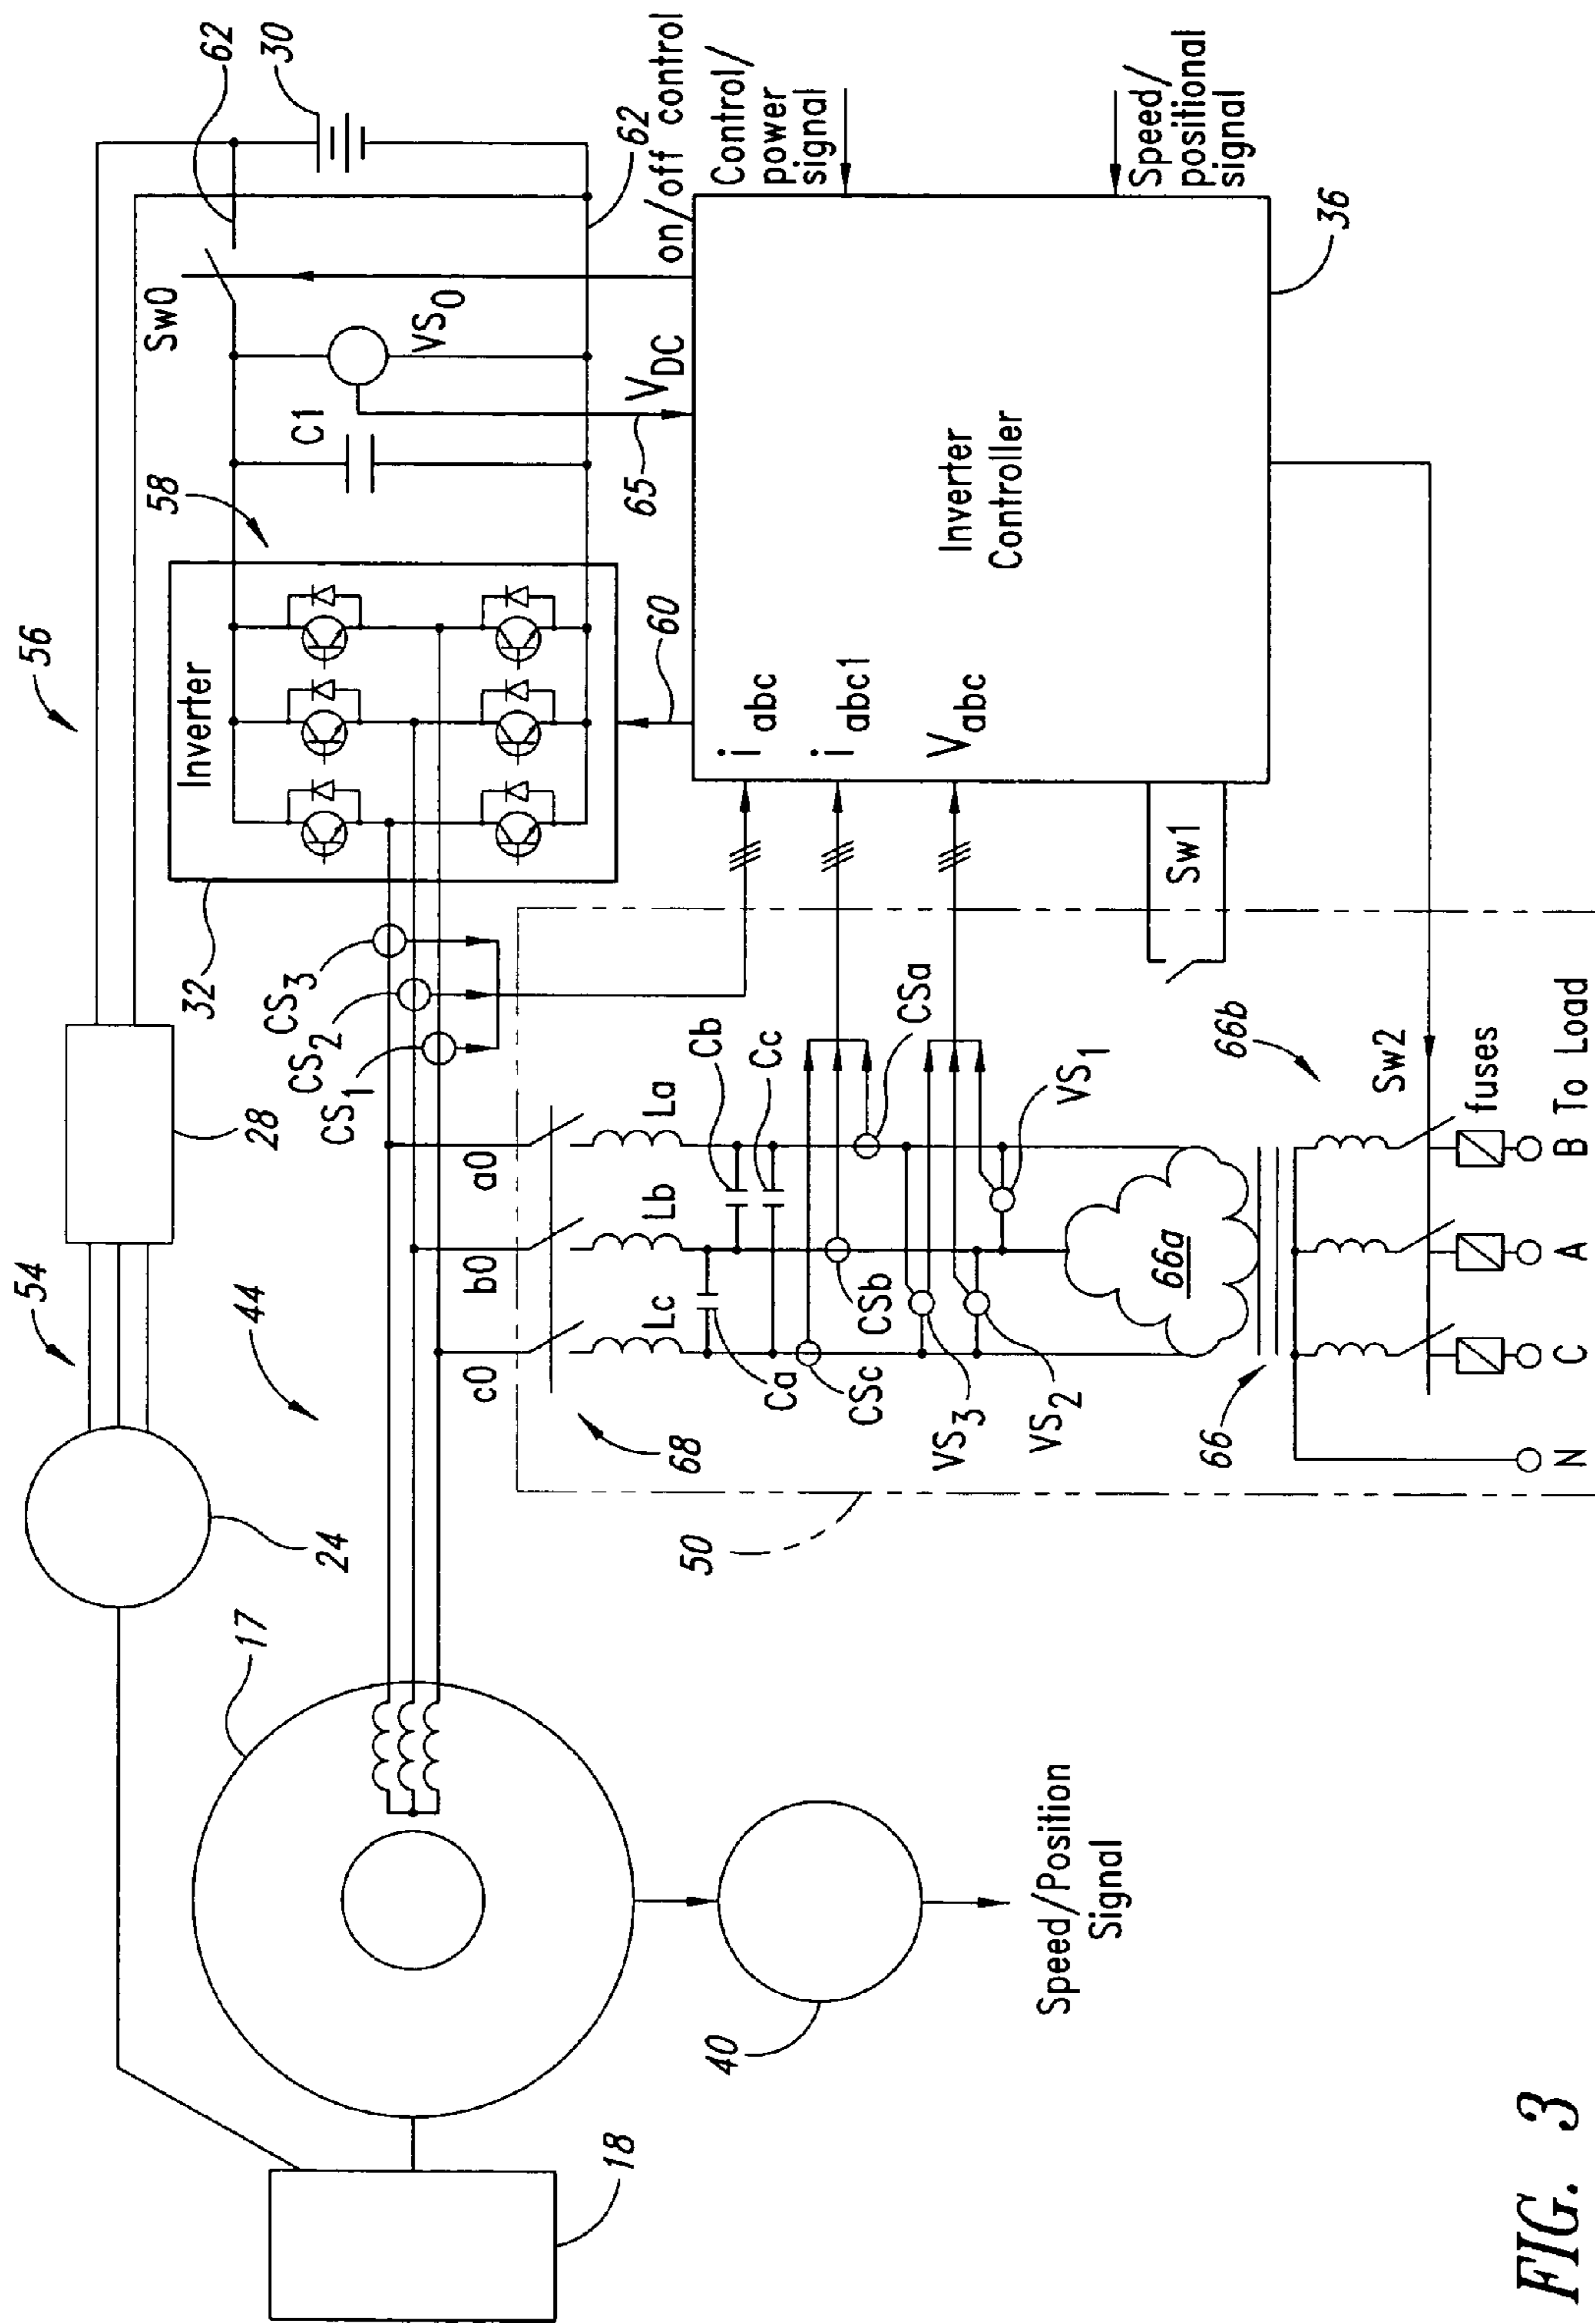 56
62
30
Sw0
58
C1
VS0
62
on/off control
Control/
power
signal
Speed/
positional
signal
Inverter
32
65
VDC
60
54
28
24
44
CS3
CS2
CS1
iabc
iabc1
Vabc
Inverter
Controller
36
17
a0
b0
c0
La
Lb
Lc
Cb
Cc
Ca
68
50
CSa
CSb
CSc
VS1
VS3
VS2
Sw1
66a
66
66b
Sw2
fuses
N
C
A
B
To Load
18
40
Speed/Position
Signal
FIG. 3